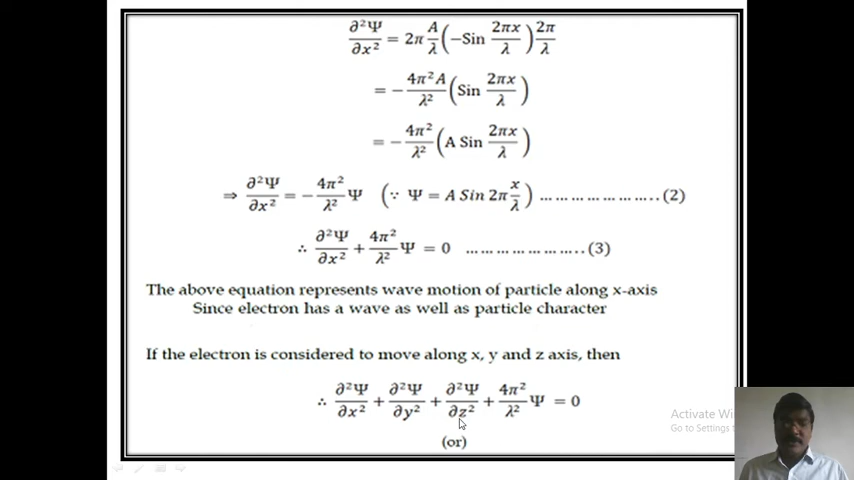 ∂²Ψ/∂x² = 2π A/λ (−Sin 2πx/λ) 2π/λ
= − 4π²A/λ² (Sin 2πx/λ)
= − 4π²/λ² (A Sin 2πx/λ)
⇒ ∂²Ψ/∂x² = − 4π²/λ² Ψ (∵ Ψ = A Sin 2π x/λ) … … … … … … . . (2)
∴ ∂²Ψ/∂x² + 4π²/λ² Ψ = 0 … … … … … … . . (3)
The above equation represents wave motion of particle along x-axis
Since electron has a wave as well as particle character
If the electron is considered to move along x, y and z axis, then
∴ ∂²Ψ/∂x² + ∂²Ψ/∂y² + ∂²Ψ/∂z² + 4π²/λ² Ψ = 0
(or)
Activate
Go to Settings